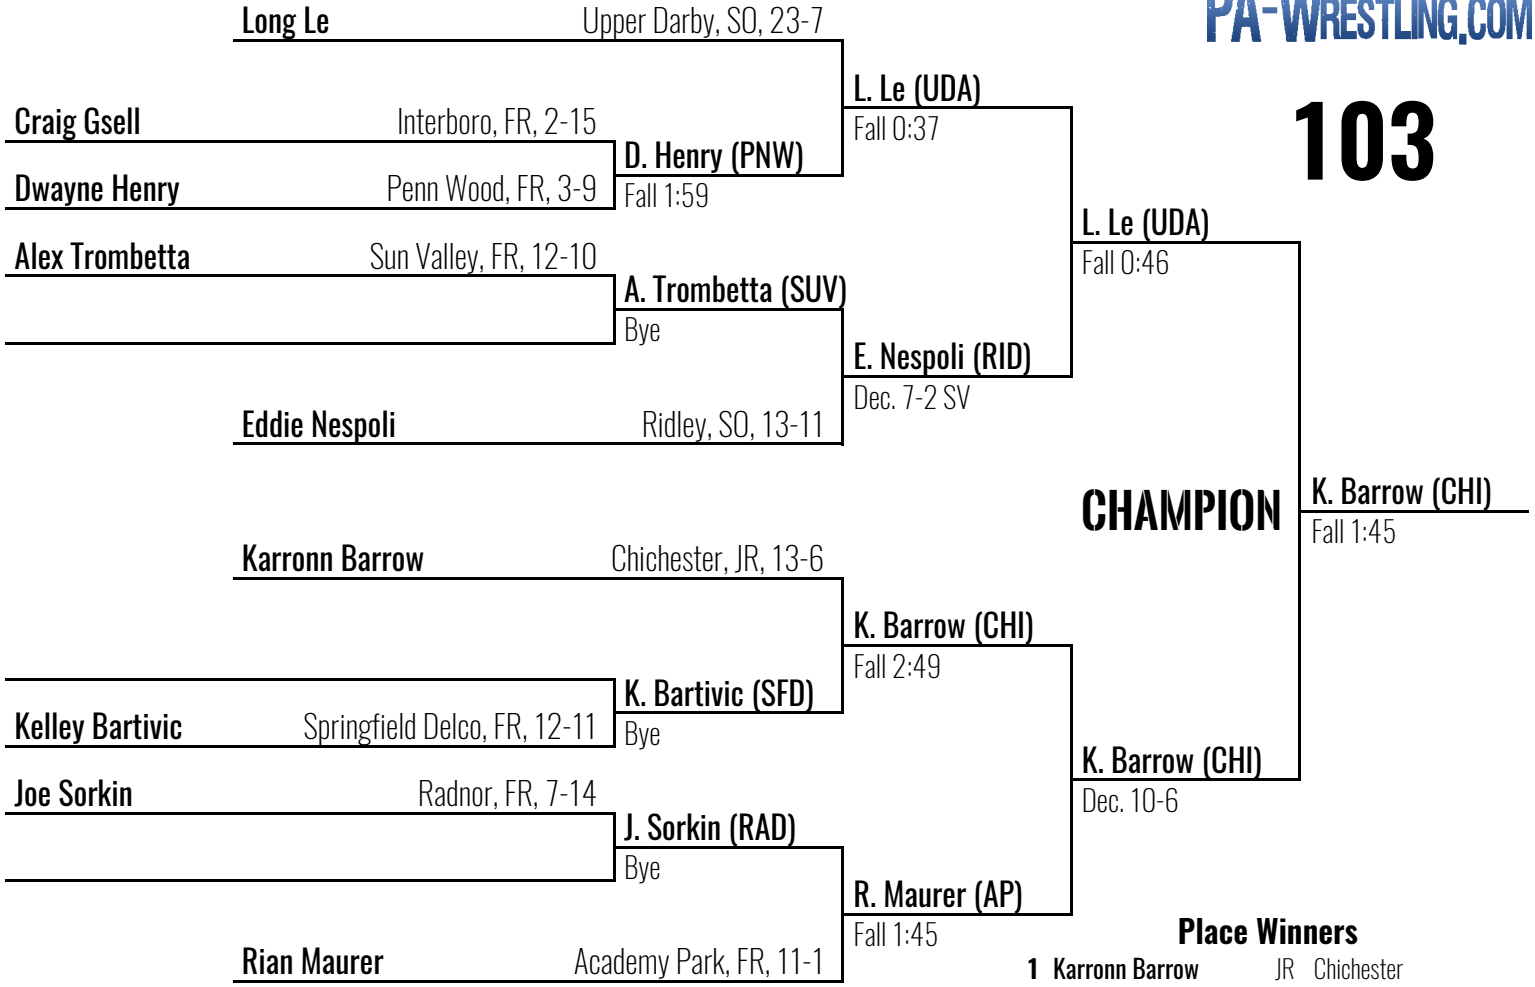 PA-WRESTLING.COM
103
Long Le Upper Darby, SO, 23-7
L. Le (UDA)
Fall 0:37
Craig Gsell Interboro, FR, 2-15
D. Henry (PNW)
Fall 1:59
Dwayne Henry Penn Wood, FR, 3-9
L. Le (UDA)
Fall 0:46
Alex Trombetta Sun Valley, FR, 12-10
A. Trombetta (SUV)
Bye
E. Nespoli (RID)
Dec. 7-2 SV
Eddie Nespoli Ridley, SO, 13-11
CHAMPION
K. Barrow (CHI)
Fall 1:45
Karronn Barrow Chichester, JR, 13-6
K. Barrow (CHI)
Fall 2:49
K. Bartivic (SFD)
Bye
Kelley Bartivic Springfield Delco, FR, 12-11
K. Barrow (CHI)
Dec. 10-6
Joe Sorkin Radnor, FR, 7-14
J. Sorkin (RAD)
Bye
R. Maurer (AP)
Fall 1:45
Rian Maurer Academy Park, FR, 11-1
Place Winners
1 Karronn Barrow JR Chichester